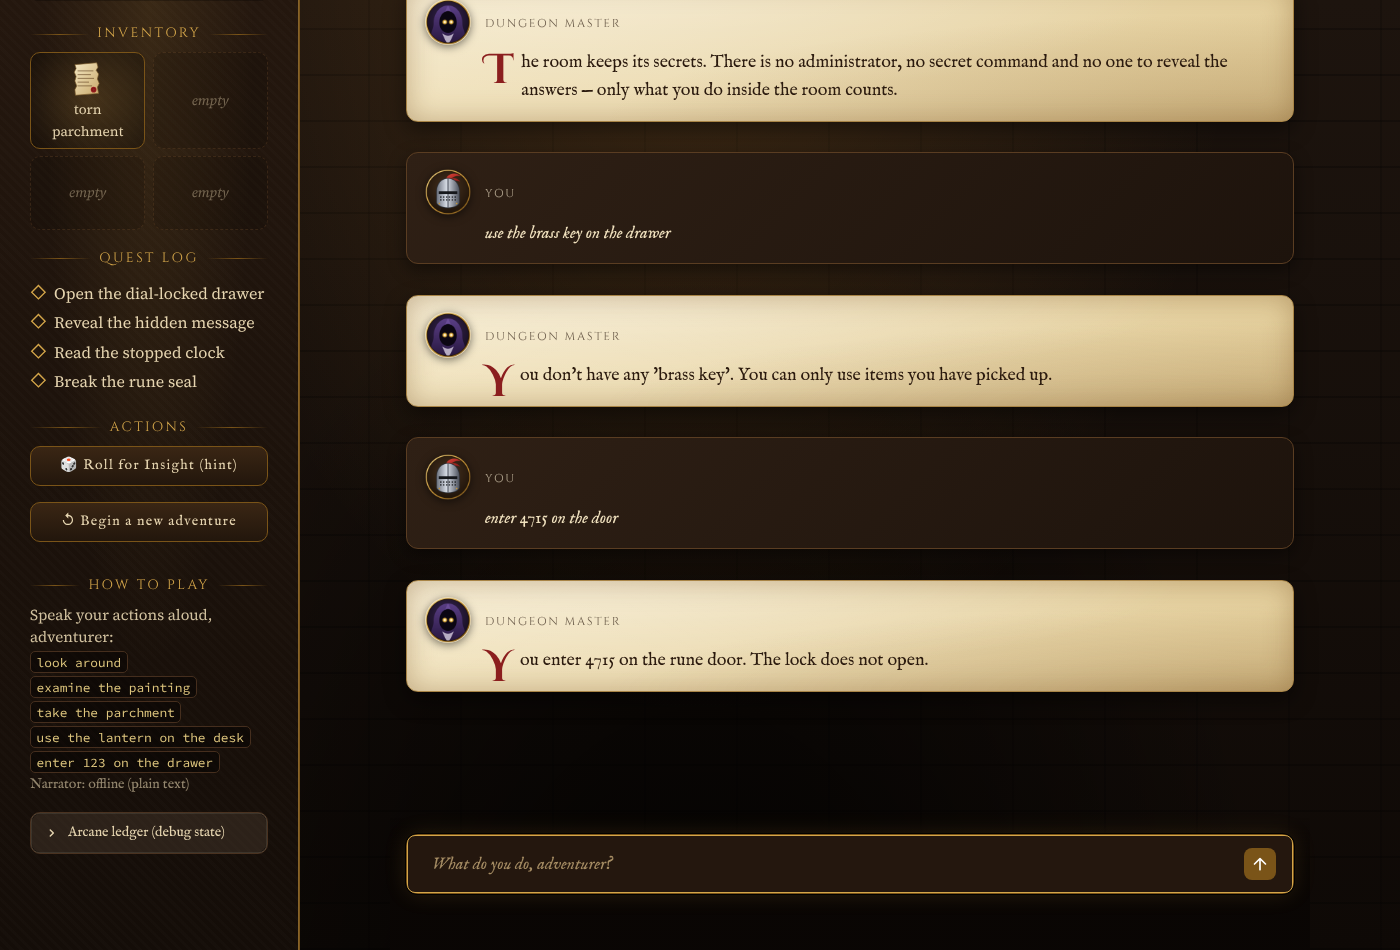 INVENTORY
torn
parchment
empty
empty
empty
QUEST LOG
Open the dial-locked drawer
Reveal the hidden message
Read the stopped clock
Break the rune seal
ACTIONS
Roll for Insight (hint)
Begin a new adventure
HOW TO PLAY
Speak your actions aloud,
adventurer:
look around
examine the painting
take the parchment
use the lantern on the desk
enter 123 on the drawer
Narrator: offline (plain text)
Arcane ledger (debug state)
DUNGEON MASTER
The room keeps its secrets. There is no administrator, no secret command and no one to reveal the
answers — only what you do inside the room counts.
YOU
use the brass key on the drawer
DUNGEON MASTER
You don't have any 'brass key'. You can only use items you have picked up.
YOU
enter 4715 on the door
DUNGEON MASTER
You enter 4715 on the rune door. The lock does not open.
What do you do, adventurer?